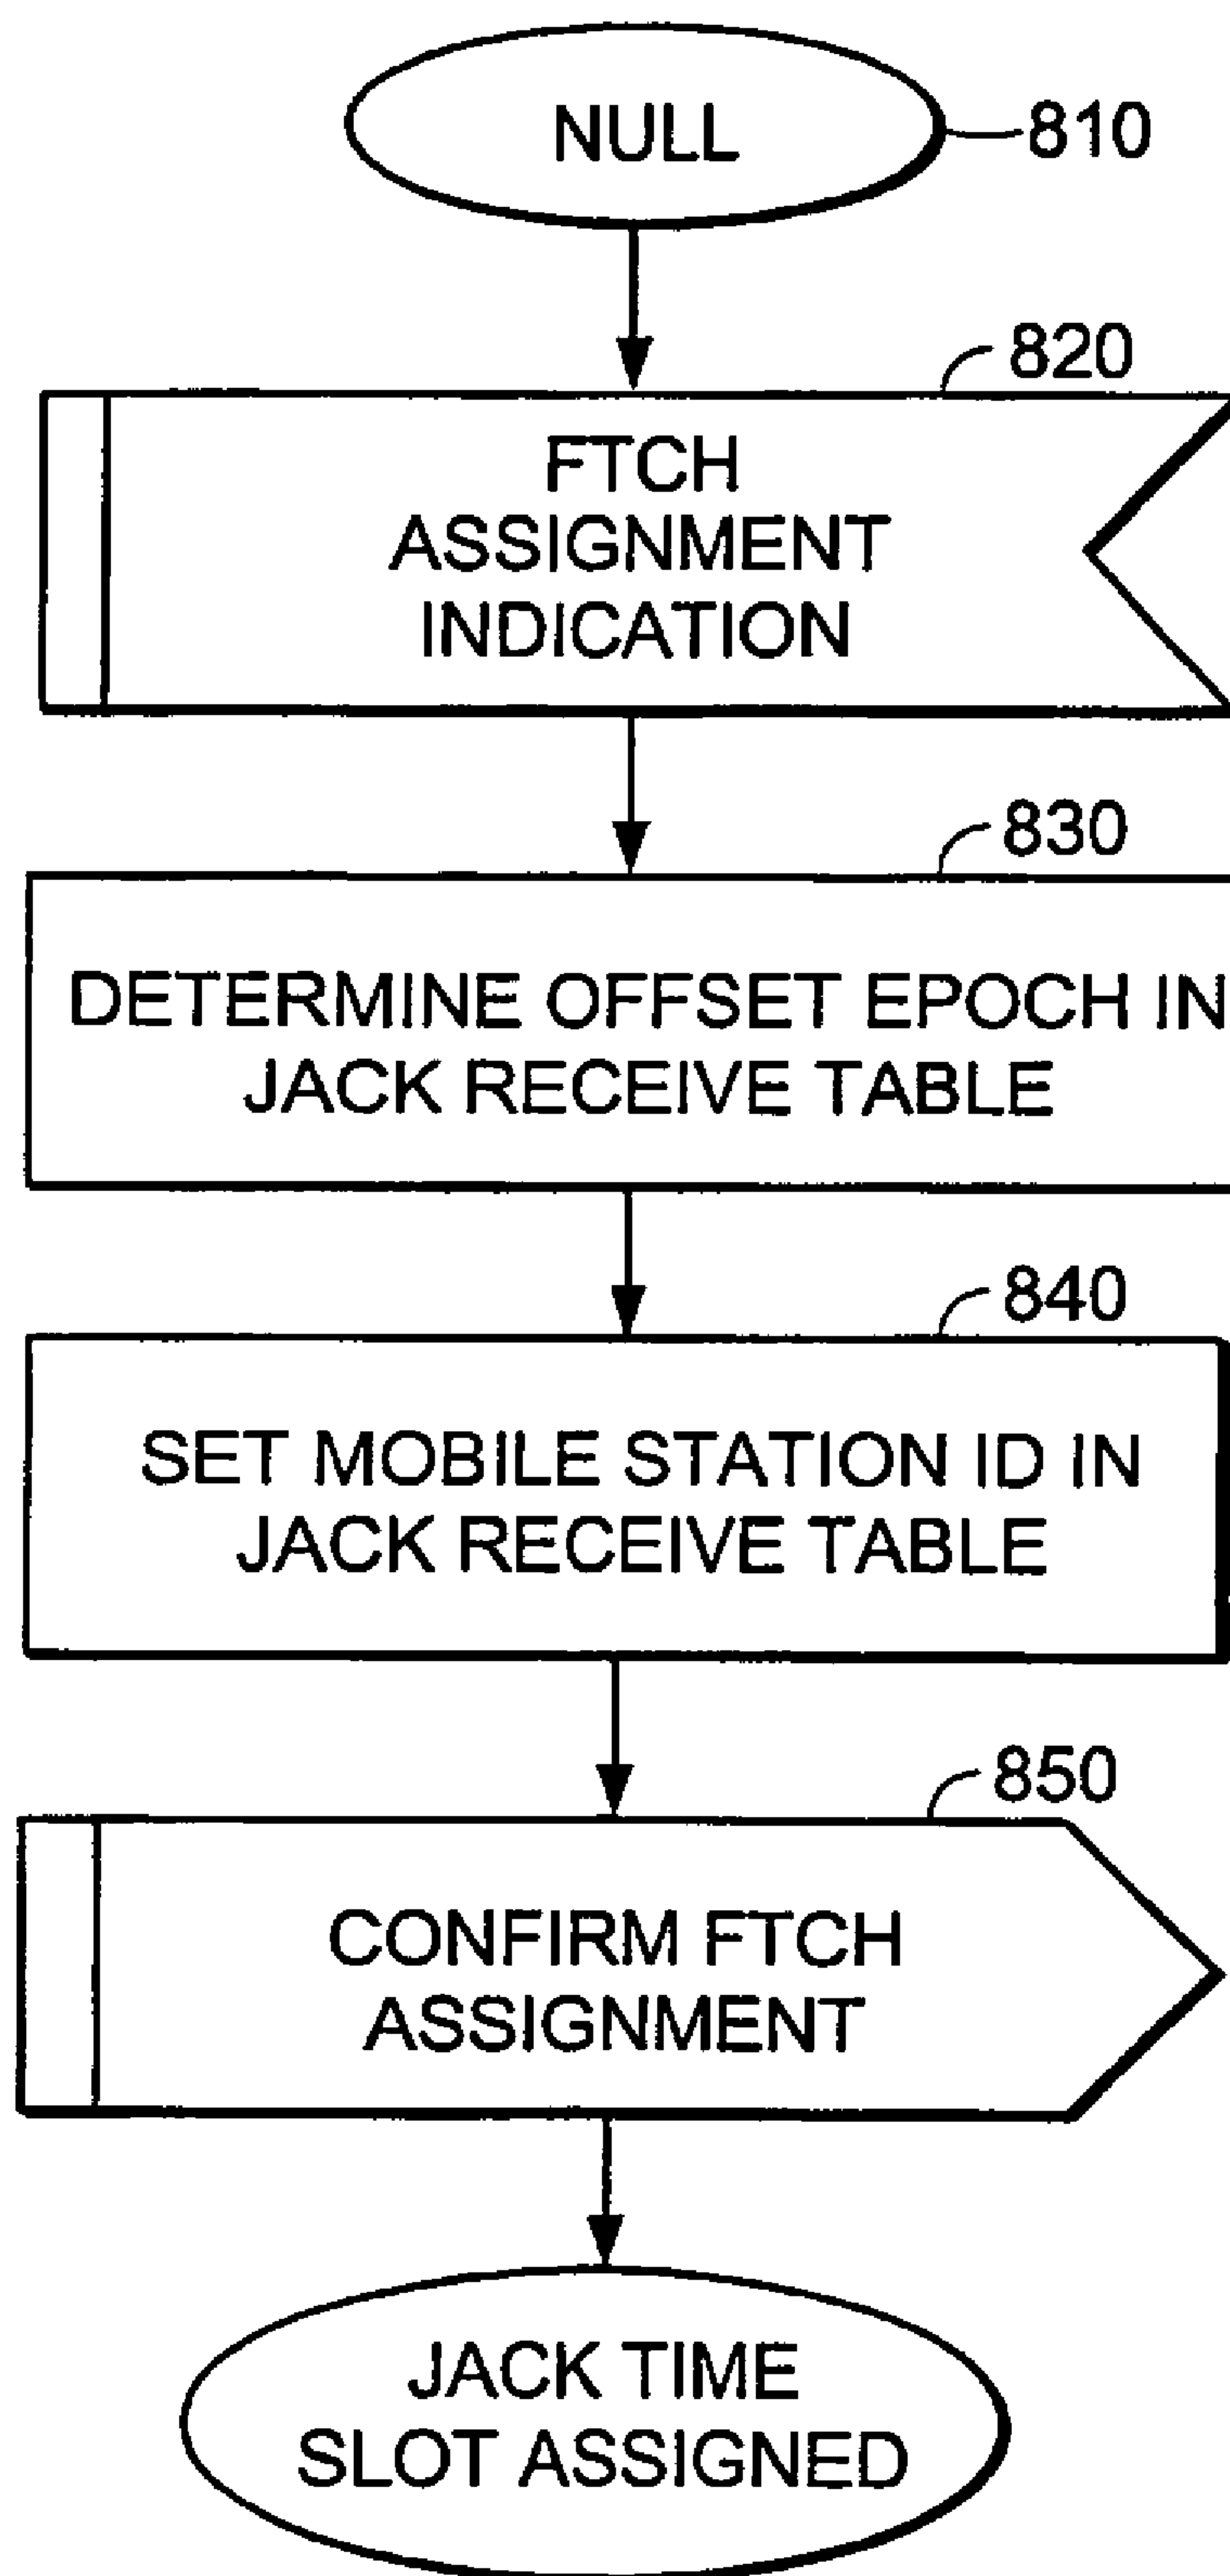 NULL
810
820
FTCH
ASSIGNMENT
INDICATION
830
DETERMINE OFFSET EPOCH IN
JACK RECEIVE TABLE
840
SET MOBILE STATION ID IN
JACK RECEIVE TABLE
850
CONFIRM FTCH
ASSIGNMENT
JACK TIME
SLOT ASSIGNED